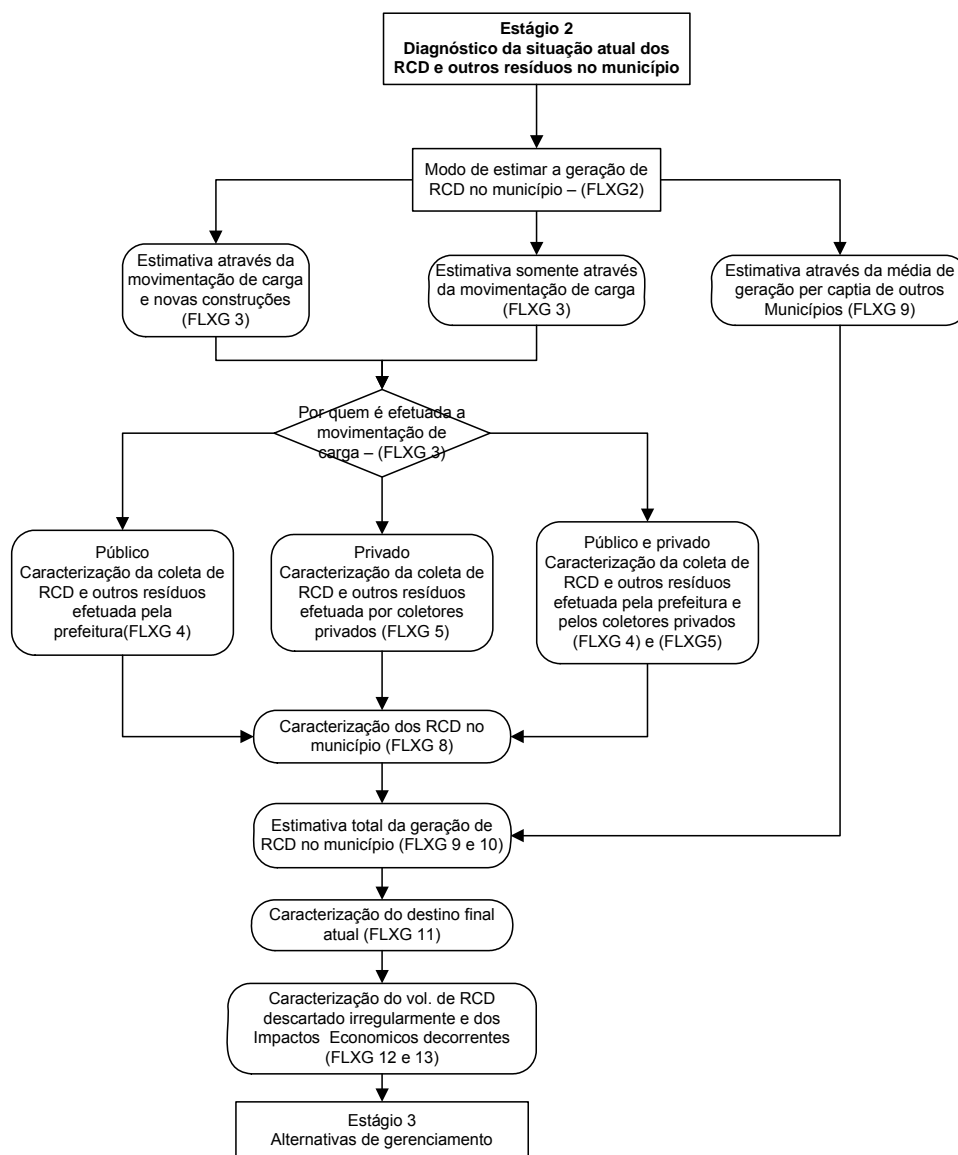 Estágio 2
Diagnóstico da situação atual dos
RCD e outros resíduos no município
Modo de estimar a geração de
RCD no município – (FLXG2)
Estimativa através da
movimentação de carga
e novas construções
(FLXG 3)
Estimativa somente através
da movimentação de carga
(FLXG 3)
Estimativa através da média de
geração per captia de outros
Municípios (FLXG 9)
Por quem é efetuada a
movimentação de
carga – (FLXG 3)
Público
Caracterização da coleta de
RCD e outros resíduos
efetuada pela
prefeitura(FLXG 4)
Privado
Caracterização da coleta de
RCD e outros resíduos
efetuada por coletores
privados (FLXG 5)
Público e privado
Caracterização da coleta de
RCD e outros resíduos
efetuada pela prefeitura e
pelos coletores privados
(FLXG 4) e (FLXG5)
Caracterização dos RCD no
município (FLXG 8)
Estimativa total da geração de
RCD no município (FLXG 9 e 10)
Caracterização do destino final
atual (FLXG 11)
Caracterização do vol. de RCD
descartado irregularmente e dos
Impactos Economicos decorrentes
(FLXG 12 e 13)
Estágio 3
Alternativas de gerenciamento